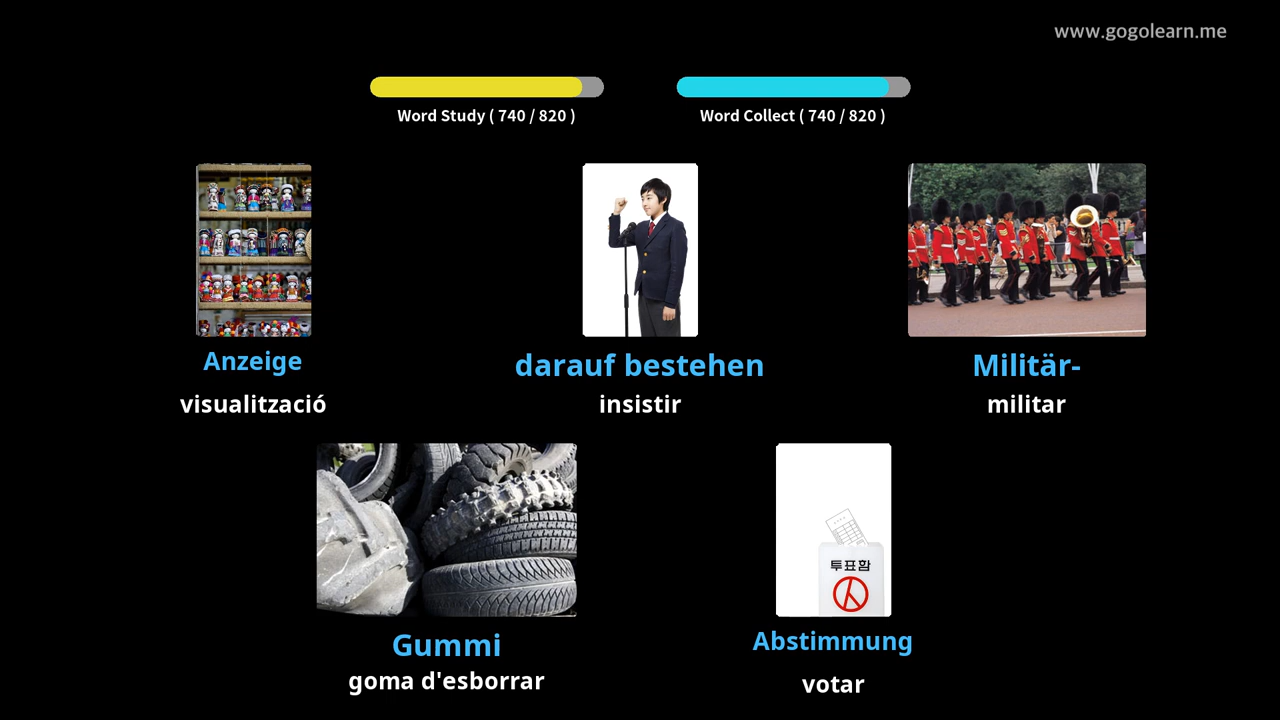 www.gogolearn.me
Word Study ( 740 / 820 )
Word Collect ( 740 / 820 )
Anzeige
visualització
darauf bestehen
insistir
Militär-
militar
투표함
Gummi
goma d'esborrar
Abstimmung
votar